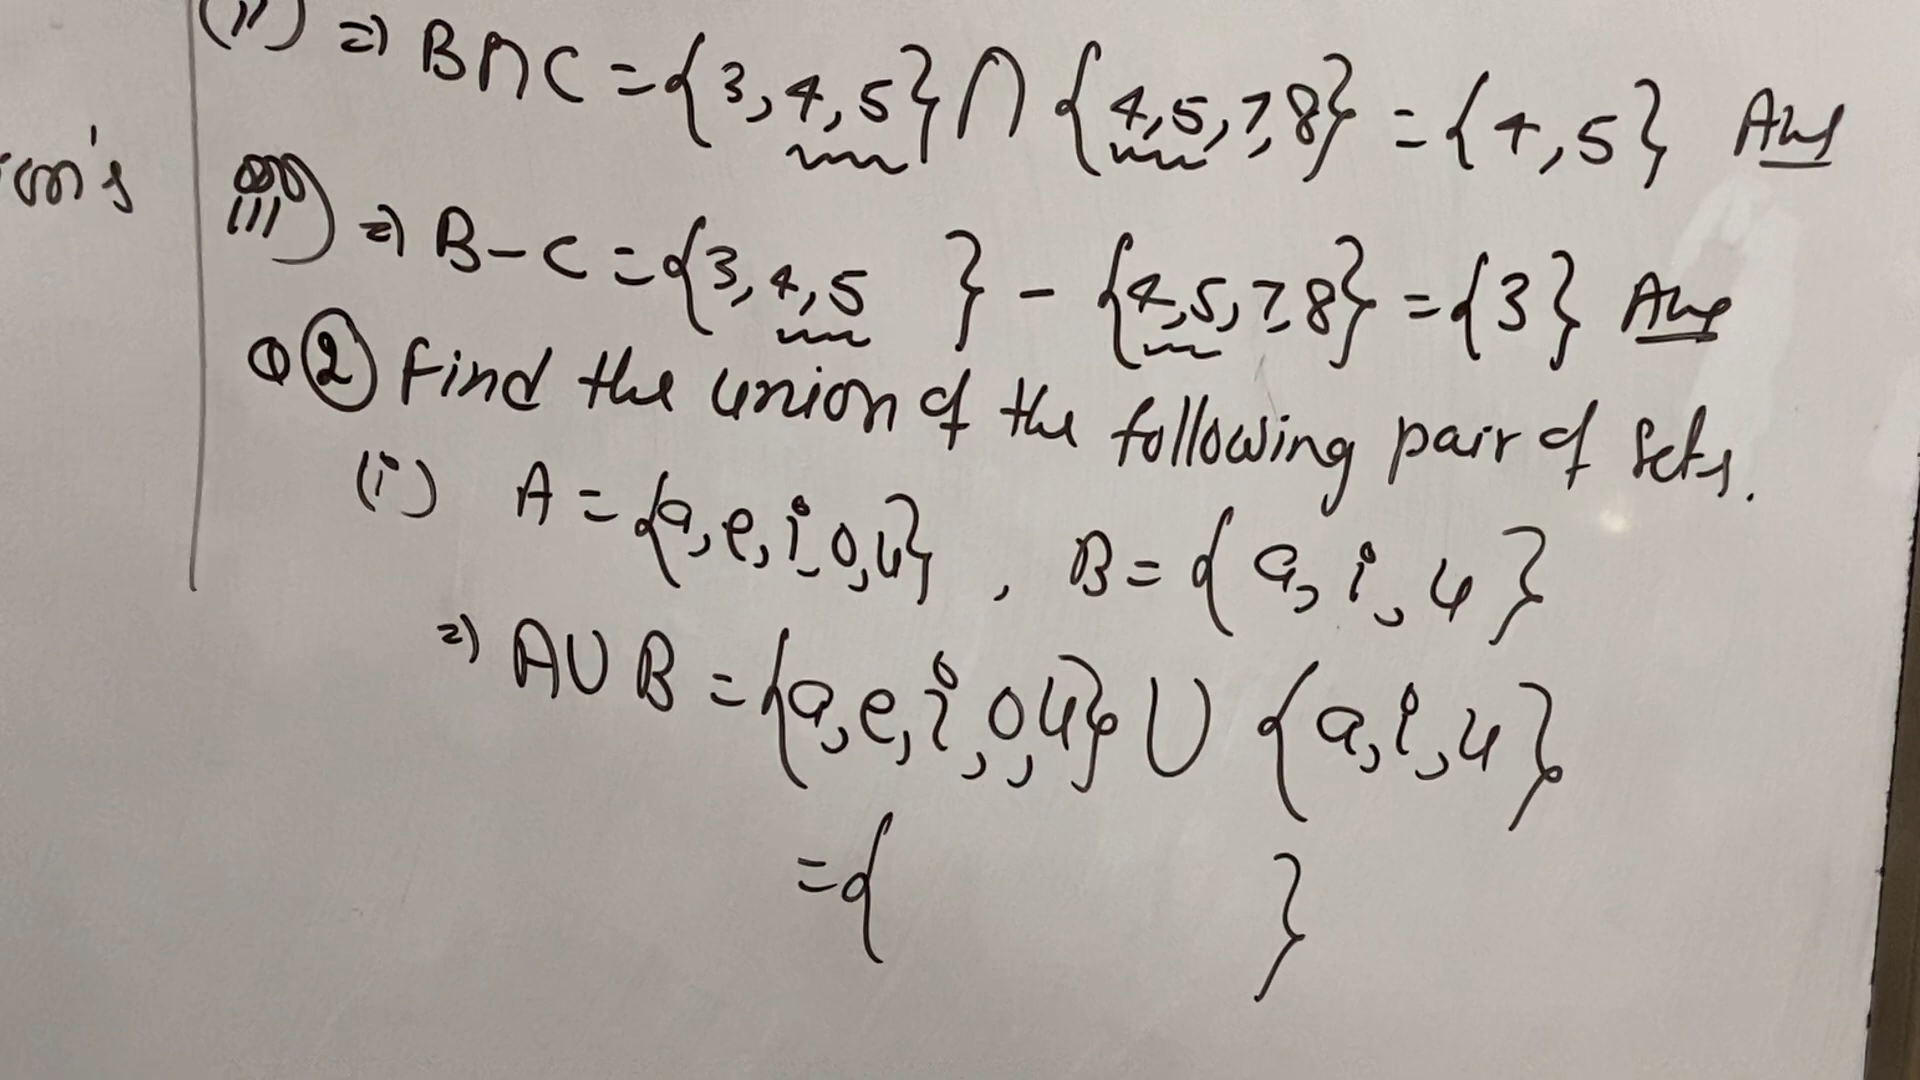 (ii) ⇒ B∩C = {3, 4, 5} ∩ {4, 5, 7, 8} = {4, 5} Ans
iii) ⇒ B - C = {3, 4, 5 } - {4, 5, 7, 8} = {3} Ans
Q ② Find the union of the following pair of sets.
(i) A = {a, e, i, o, u} , B = {a, i, u}
⇒ A∪B = {a, e, i, o, u} ∪ {a, i, u}
= { }